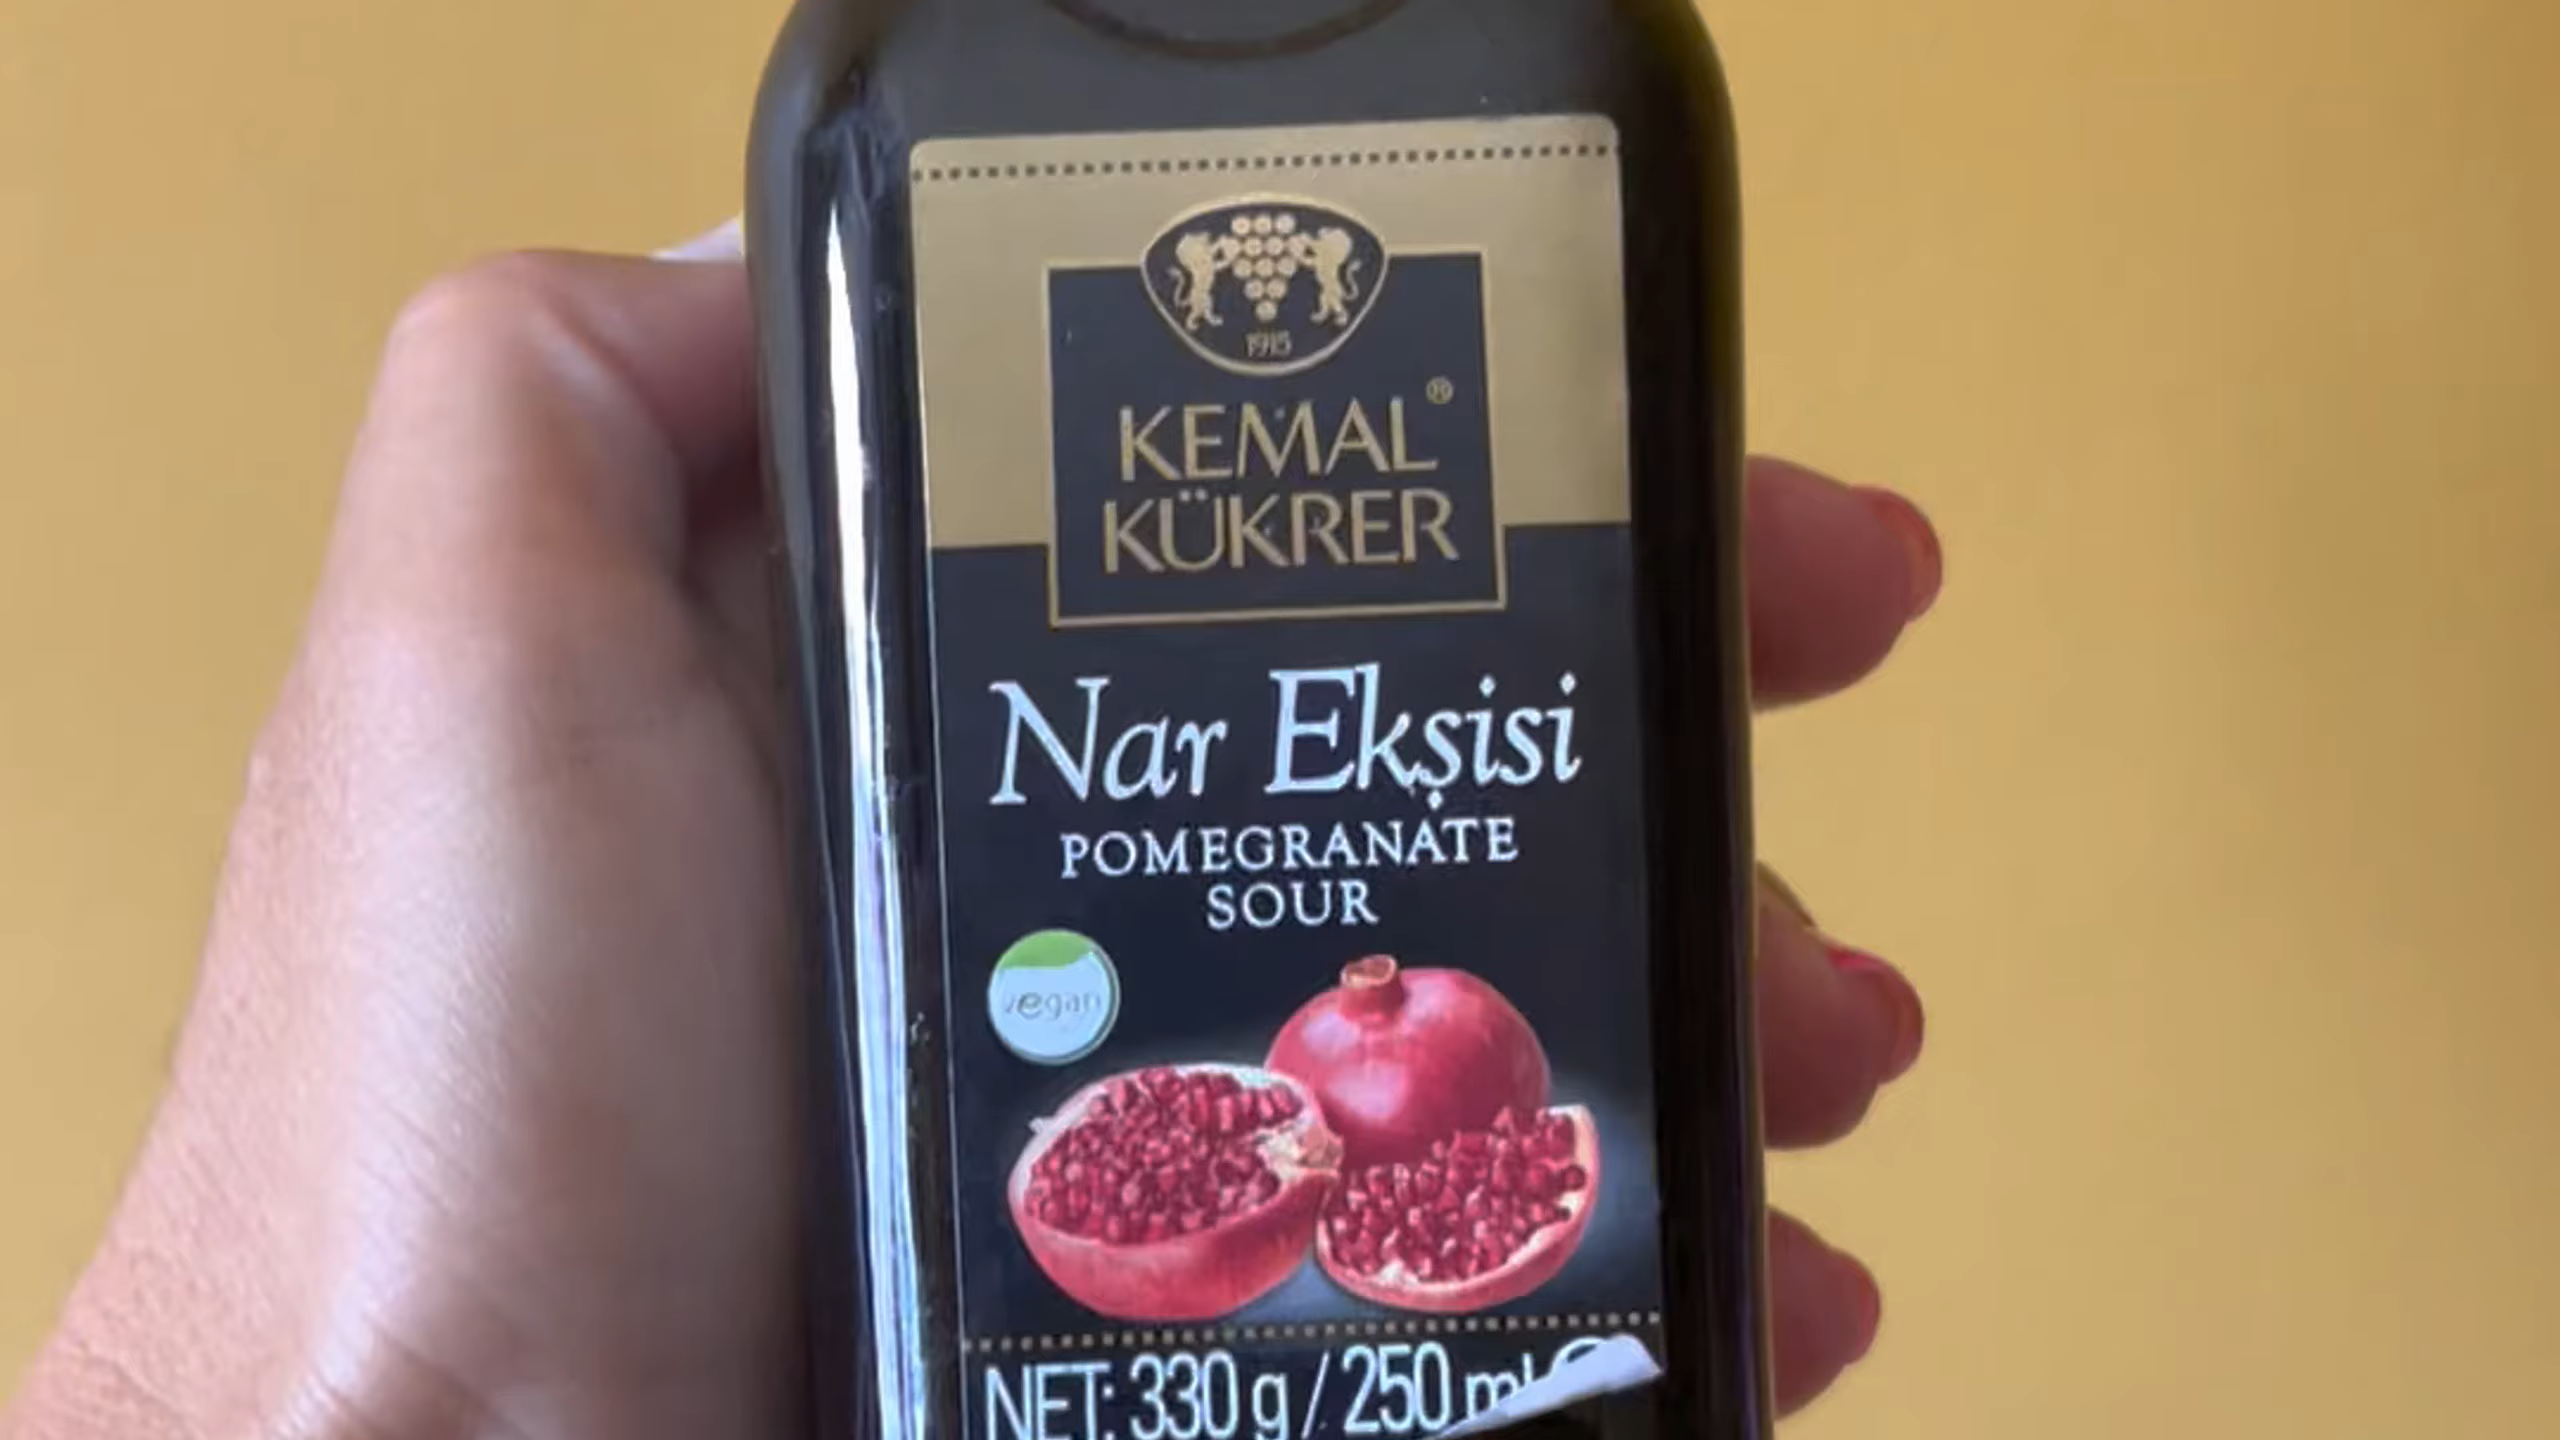 1915
KEMAL®
KÜKRER
Nar Ekşisi
POMEGRANATE
SOUR
vegan
NET: 330 g / 250 ml